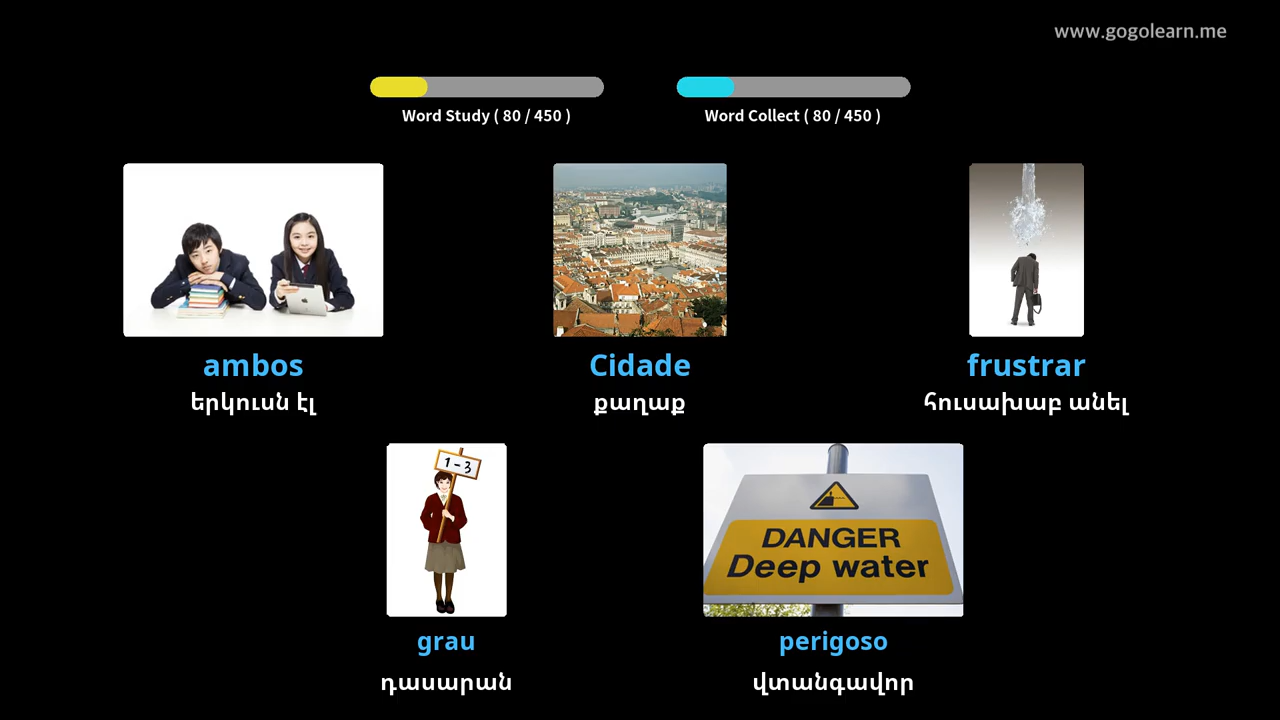 www.gogolearn.me
Word Study ( 80 / 450 )
Word Collect ( 80 / 450 )
ambos
երկուսն էլ
Cidade
քաղաք
frustrar
հուսախաբ անել
1 - 3
grau
դասարան
DANGER
Deep water
perigoso
վտանգավոր